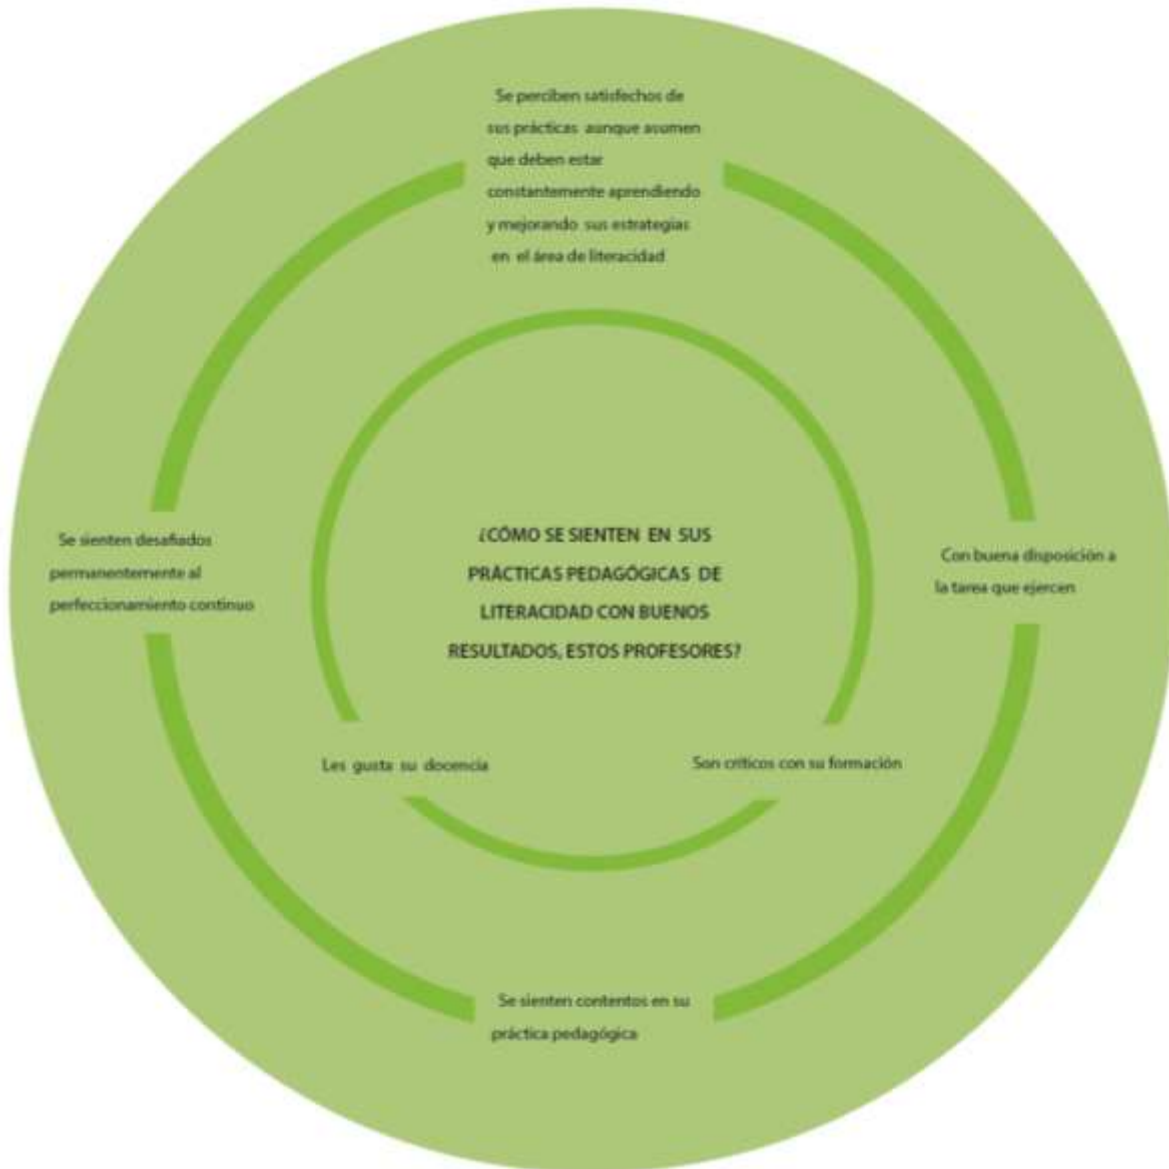 Se perciben satisfechos de
sus prácticas aunque asumen
que deben estar
constantemente aprendiendo
y mejorando sus estrategias
en el área de literacidad
Se sienten desafiados
permanentemente al
perfeccionamiento continuo
¿CÓMO SE SIENTEN EN SUS
PRÁCTICAS PEDAGÓGICAS DE
LITERACIDAD CON BUENOS
RESULTADOS, ESTOS PROFESORES?
Con buena disposición a
la tarea que ejercen
Les gusta su docencia
Son críticos con su formación
Se sienten contentos en su
práctica pedagógica